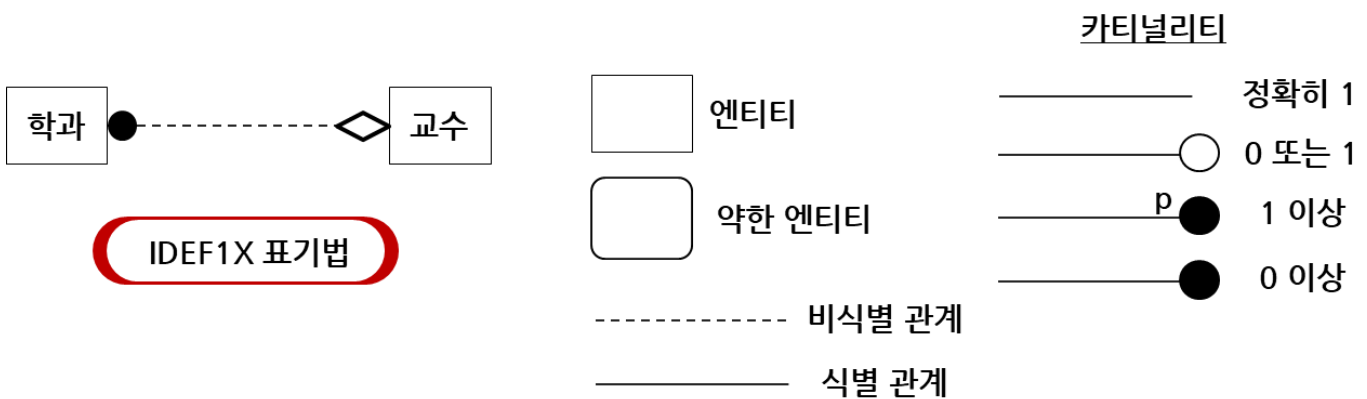 카티널리티
학과
교수
IDEF1X 표기법
엔티티
약한 엔티티
비식별 관계
식별 관계
정확히 1
0 또는 1
p
1 이상
0 이상